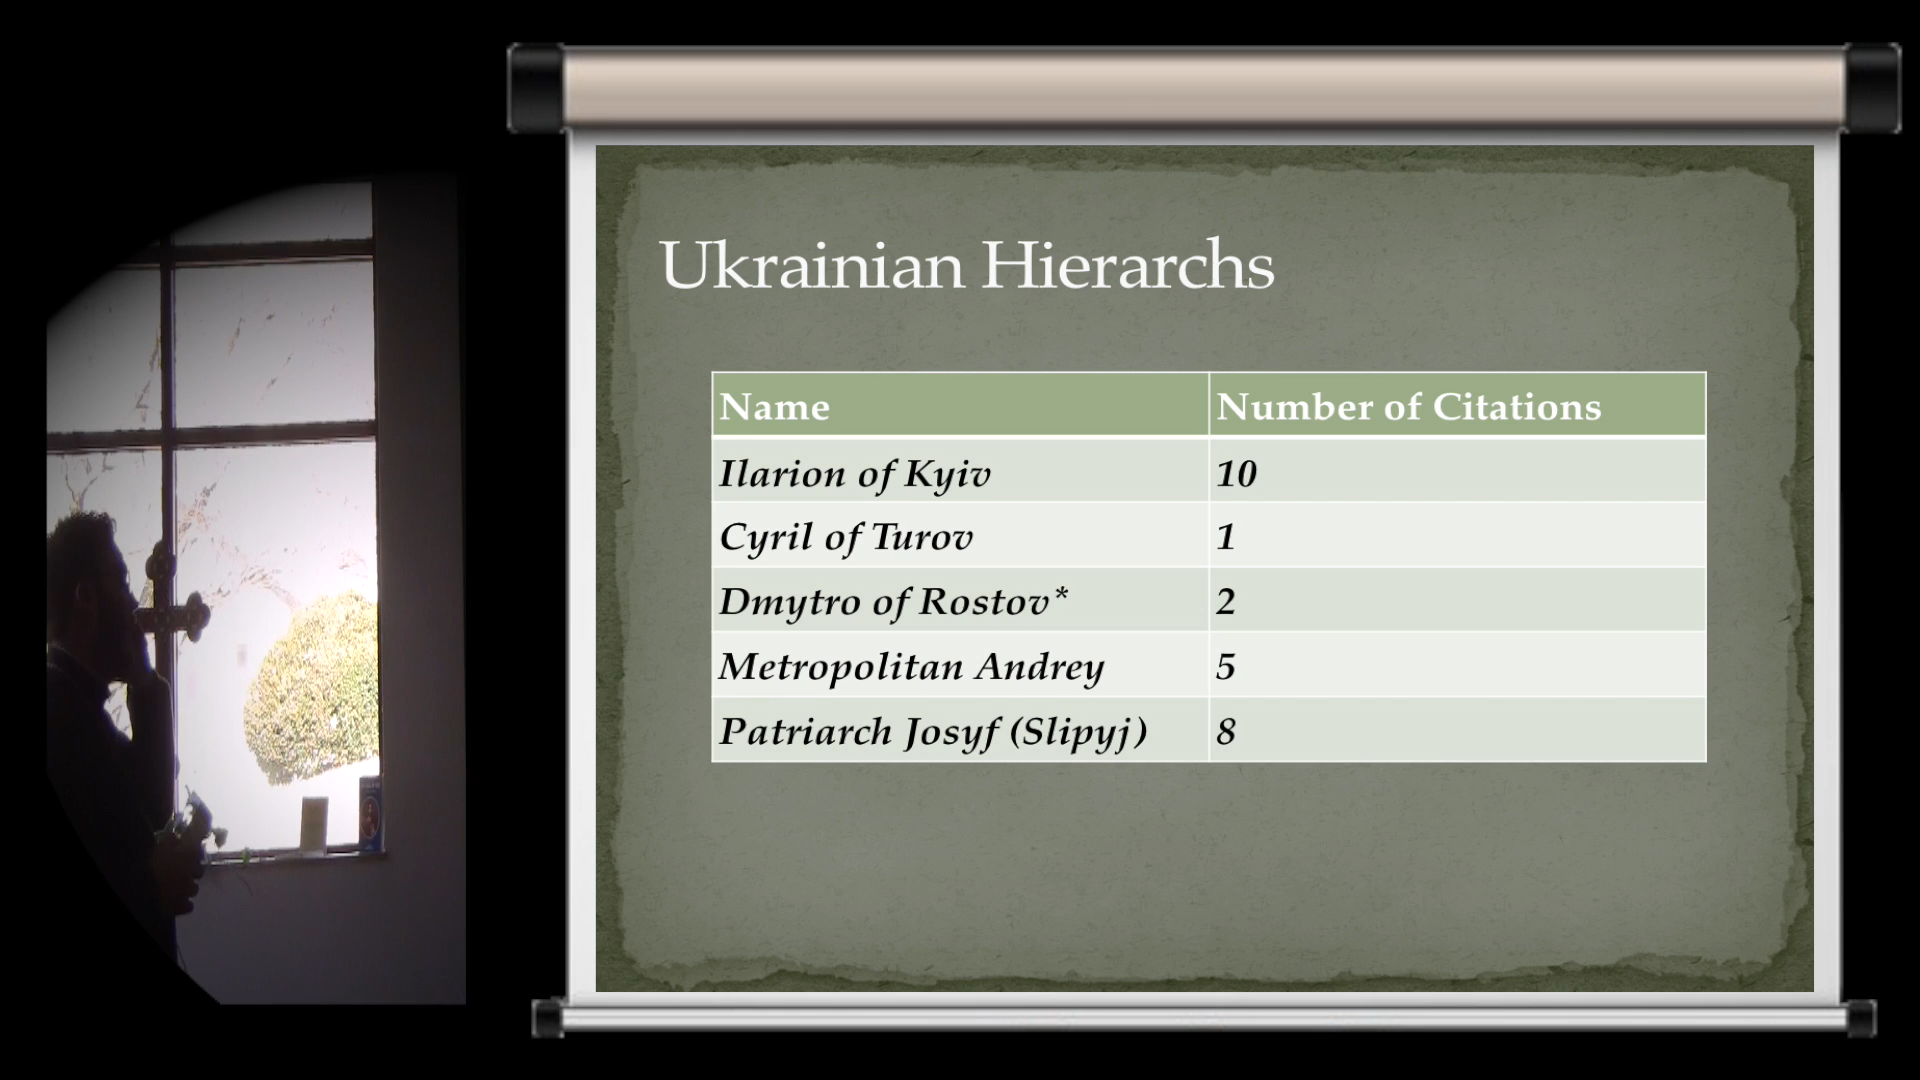 Ukrainian Hierarchs
Name Number of Citations
Ilarion of Kyiv 10
Cyril of Turov 1
Dmytro of Rostov* 2
Metropolitan Andrey 5
Patriarch Josyf (Slipyj) 8